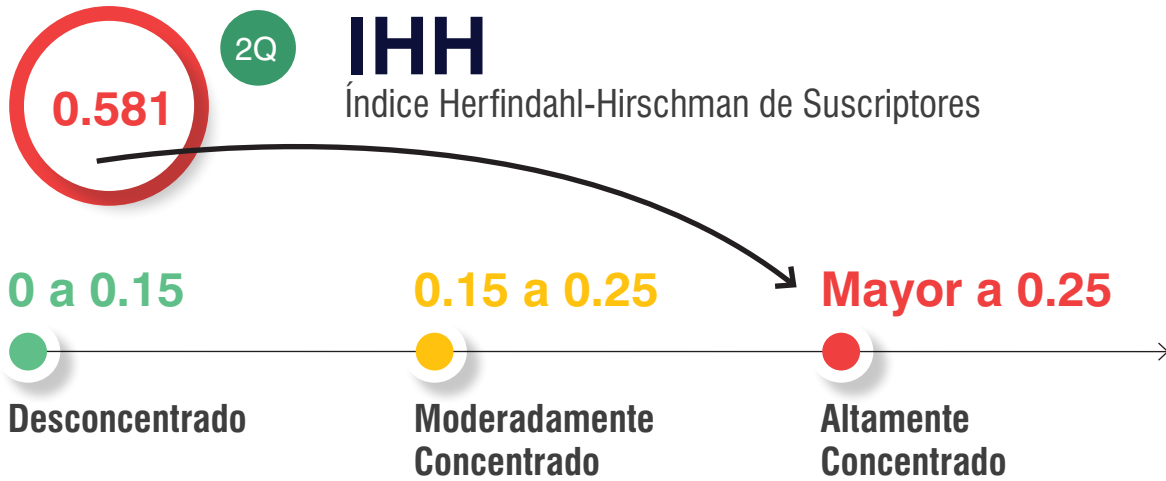 0.581
2Q
IHH
Índice Herfindahl-Hirschman de Suscriptores
0 a 0.15
0.15 a 0.25
Mayor a 0.25
Desconcentrado
Moderadamente
Concentrado
Altamente
Concentrado